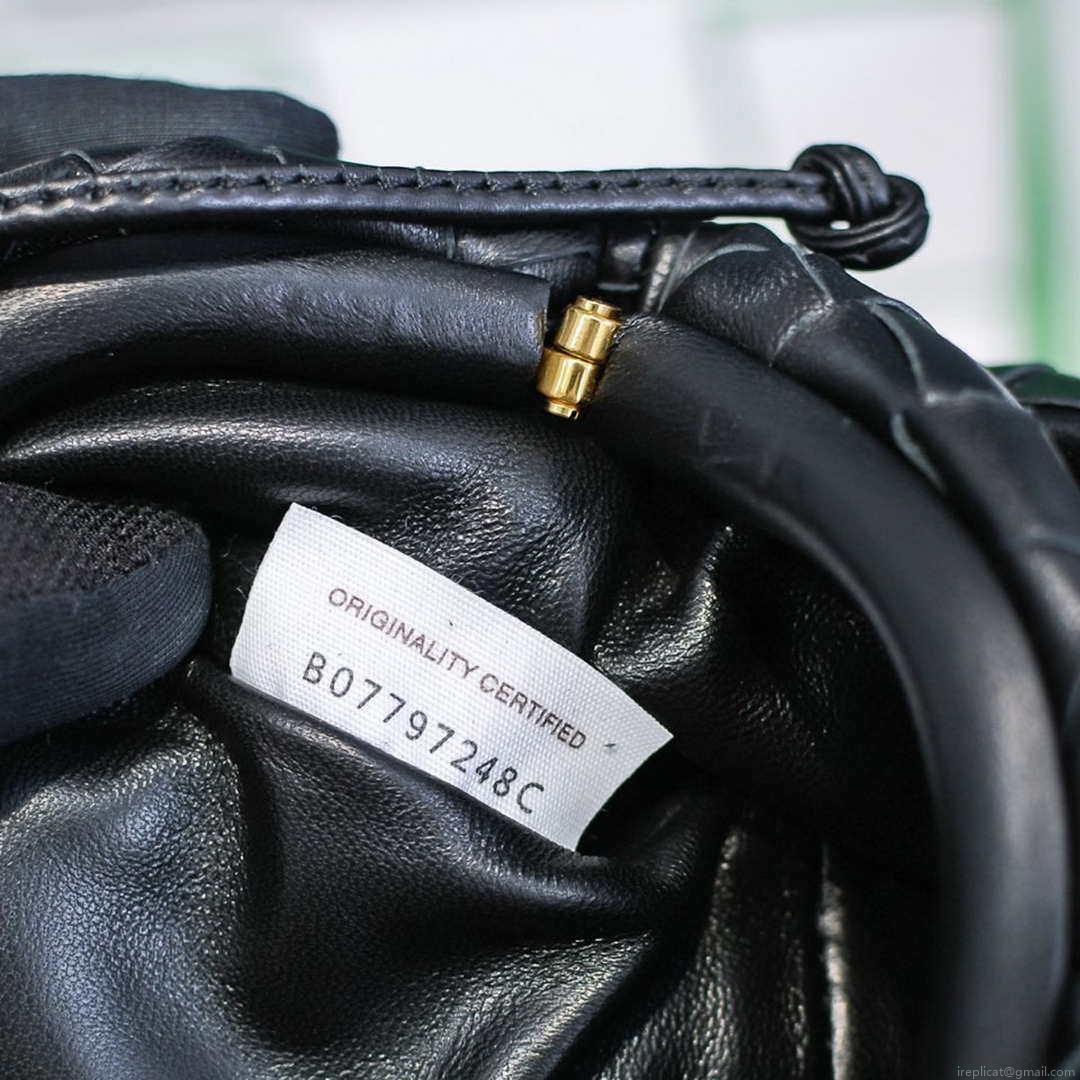 ORIGINALITY CERTIFIED
B07797248C
ireplicat@gmail.com